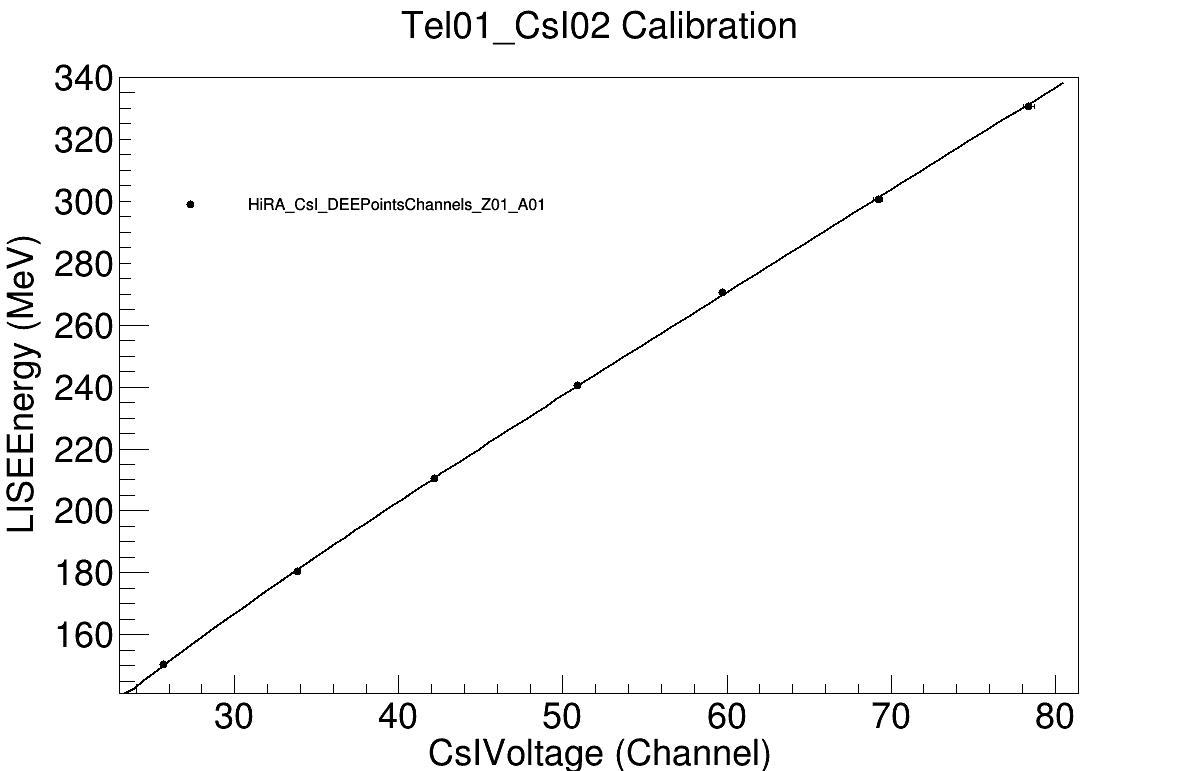 Tel01_CsI02 Calibration
340
320
300
280
260
240
220
200
180
160
LISEEnergy (MeV)
HiRA_CsI_DEEPointsChannels_Z01_A01
30 40 50 60 70 80
CsIVoltage (Channel)